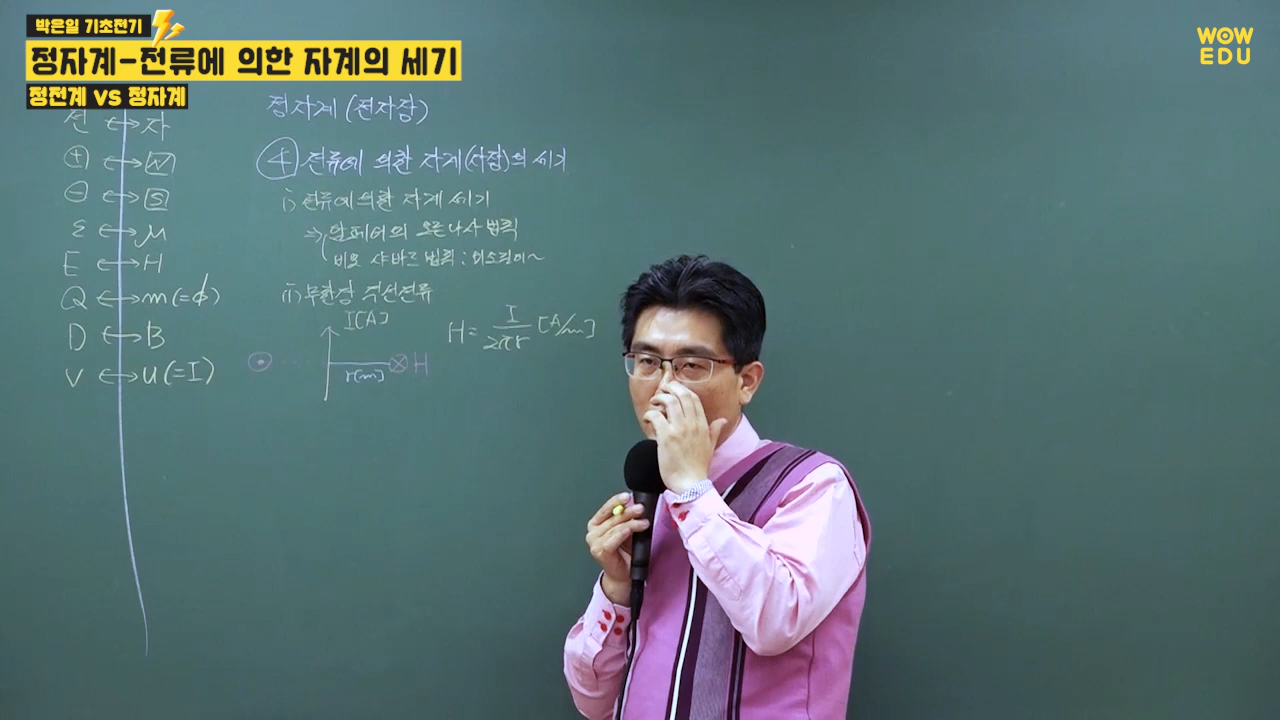 박은일 기초전기
정자계-전류에 의한 자계의 세기
정전계 vs 정자계
WOW
EDU
전 ↔ 자
⊕ ↔ N
⊖ ↔ S
ε ↔ μ
E ↔ H
Q ↔ m(=ϕ)
D ↔ B
V ↔ u(=I)
정자계(전자장)
④ 전류에 의한 자계(자장)의 세기
i) 전류에 의한 자계 세기
⇒ 암페어의 오른나사 법칙
비오 샤바르 법칙 :
ii) 무한장 직선전류
I[A]
H
r[m]
H = I/2πr [A/m]